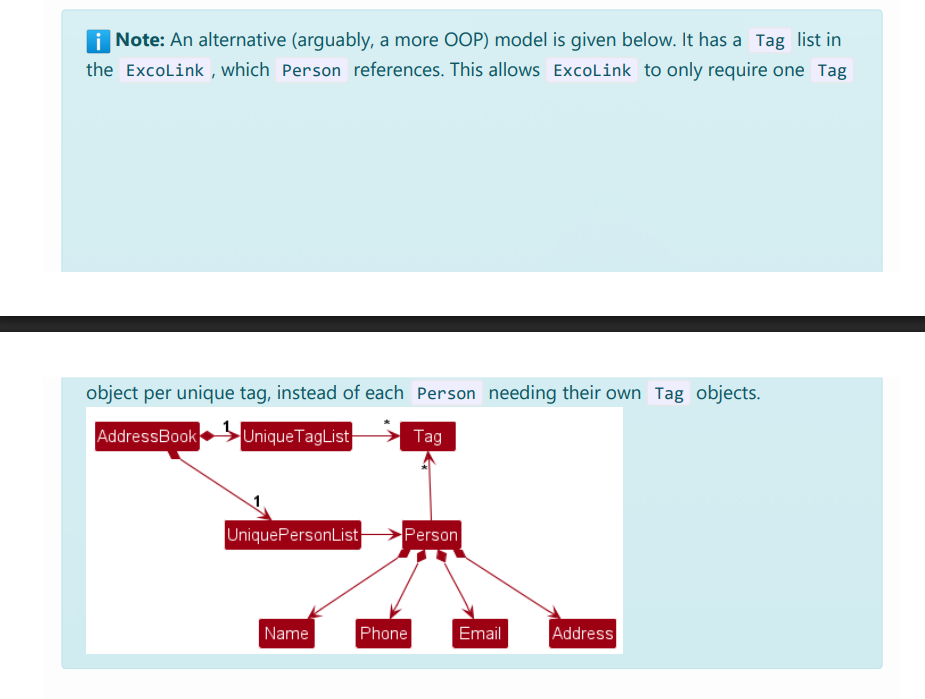 Note: An alternative (arguably, a more OOP) model is given below. It has a Tag list in
the ExcoLink , which Person references. This allows ExcoLink to only require one Tag
object per unique tag, instead of each Person needing their own Tag objects.
AddressBook 1 UniqueTagList * Tag
*
1
UniquePersonList Person
Name Phone Email Address